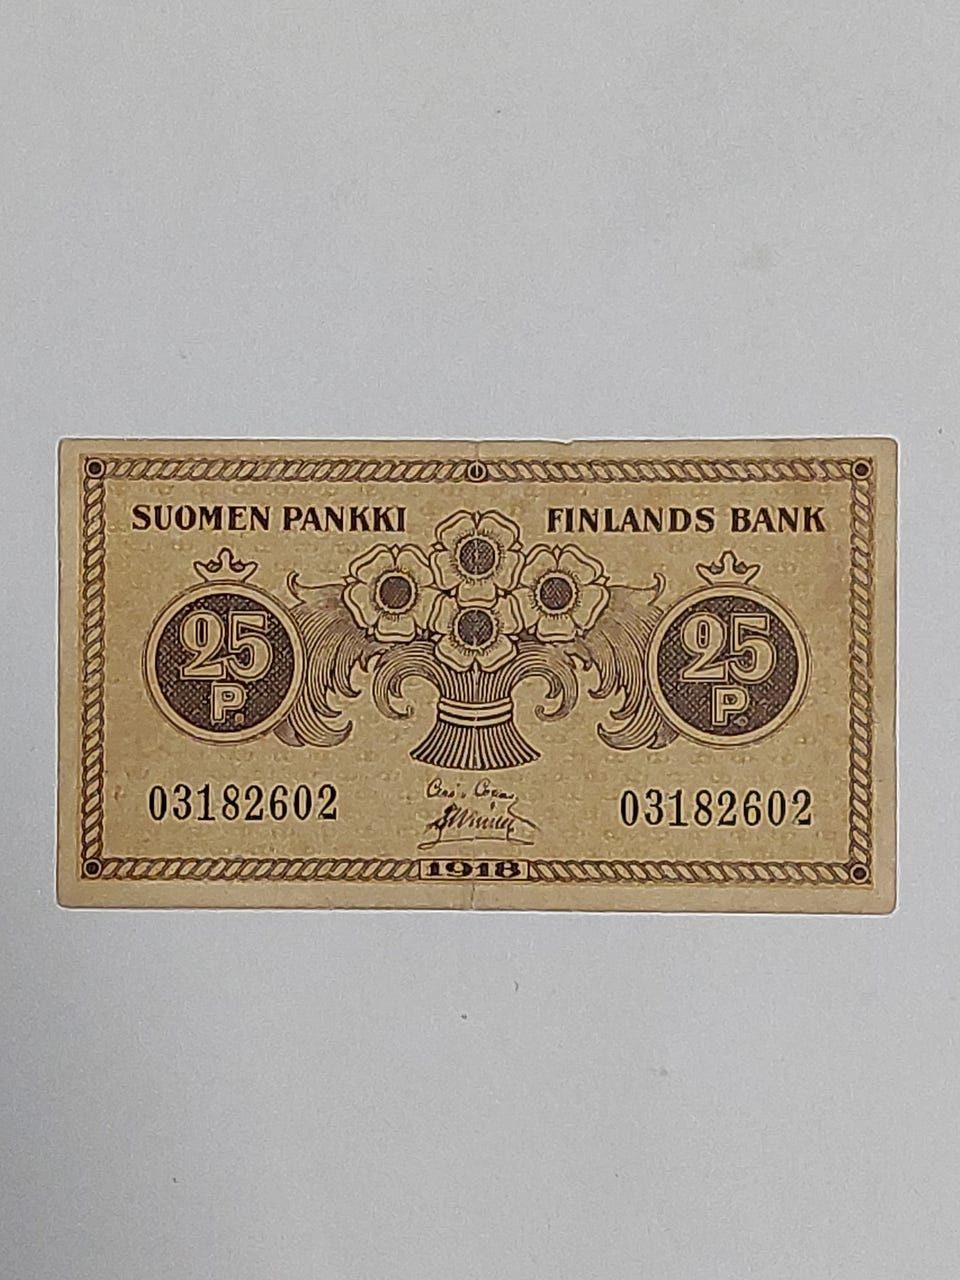 SUOMEN PANKKI FINLANDS BANK
25 25
P. P.
03182602 03182602
1918